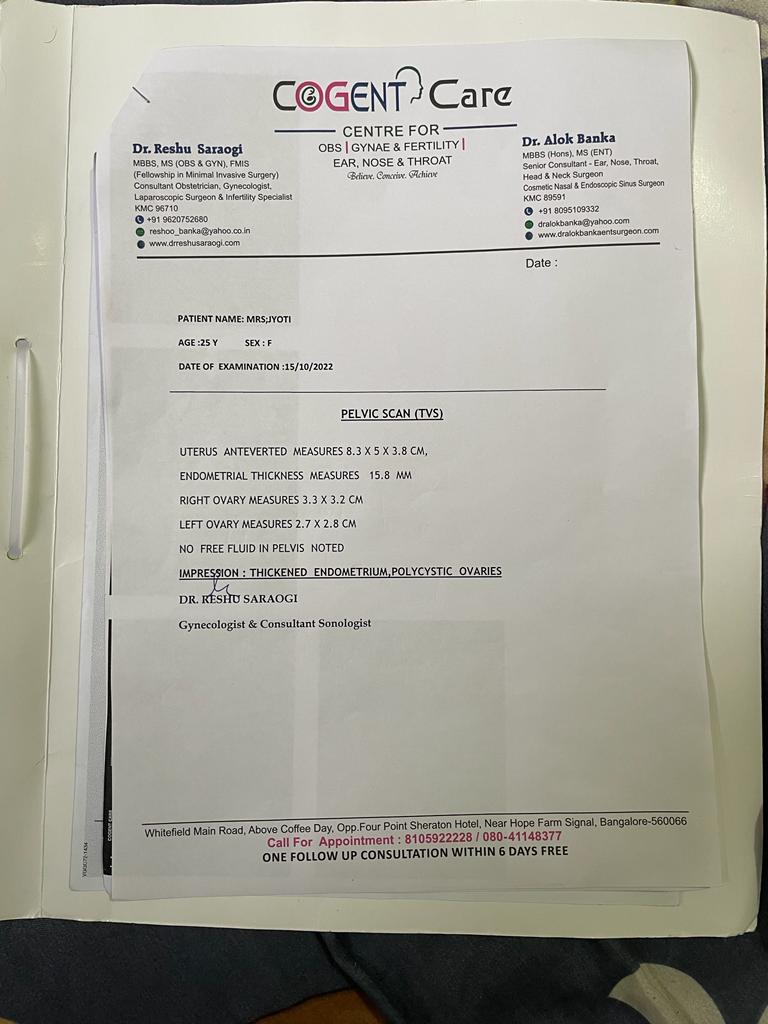 COGENT Care
CENTRE FOR
OBS | GYNAE & FERTILITY |
EAR, NOSE & THROAT
Believe. Conceive. Achieve
Dr. Reshu Saraogi
MBBS, MS (OBS & GYN), FMIS
(Fellowship in Minimal Invasive Surgery)
Consultant Obstetrician, Gynecologist,
Laparoscopic Surgeon & Infertility Specialist
KMC 96710
+91 9620752680
reshoo_banka@yahoo.co.in
www.drreshusaraogi.com
Dr. Alok Banka
MBBS (Hons), MS (ENT)
Senior Consultant - Ear, Nose, Throat,
Head & Neck Surgeon
Cosmetic Nasal & Endoscopic Sinus Surgeon
KMC 89591
+91 8095109332
dralokbanka@yahoo.com
www.dralokbankaentsurgeon.com
Date :
PATIENT NAME: MRS;JYOTI
AGE :25 Y SEX : F
DATE OF EXAMINATION :15/10/2022
PELVIC SCAN (TVS)
UTERUS ANTEVERTED MEASURES 8.3 X 5 X 3.8 CM,
ENDOMETRIAL THICKNESS MEASURES 15.8 MM
RIGHT OVARY MEASURES 3.3 X 3.2 CM
LEFT OVARY MEASURES 2.7 X 2.8 CM
NO FREE FLUID IN PELVIS NOTED
IMPRESSION : THICKENED ENDOMETRIUM,POLYCYSTIC OVARIES
DR. RESHU SARAOGI
Gynecologist & Consultant Sonologist
Whitefield Main Road, Above Coffee Day, Opp.Four Point Sheraton Hotel, Near Hope Farm Signal, Bangalore-560066
Call For Appointment : 8105922228 / 080-41148377
ONE FOLLOW UP CONSULTATION WITHIN 6 DAYS FREE
COGENT CARE